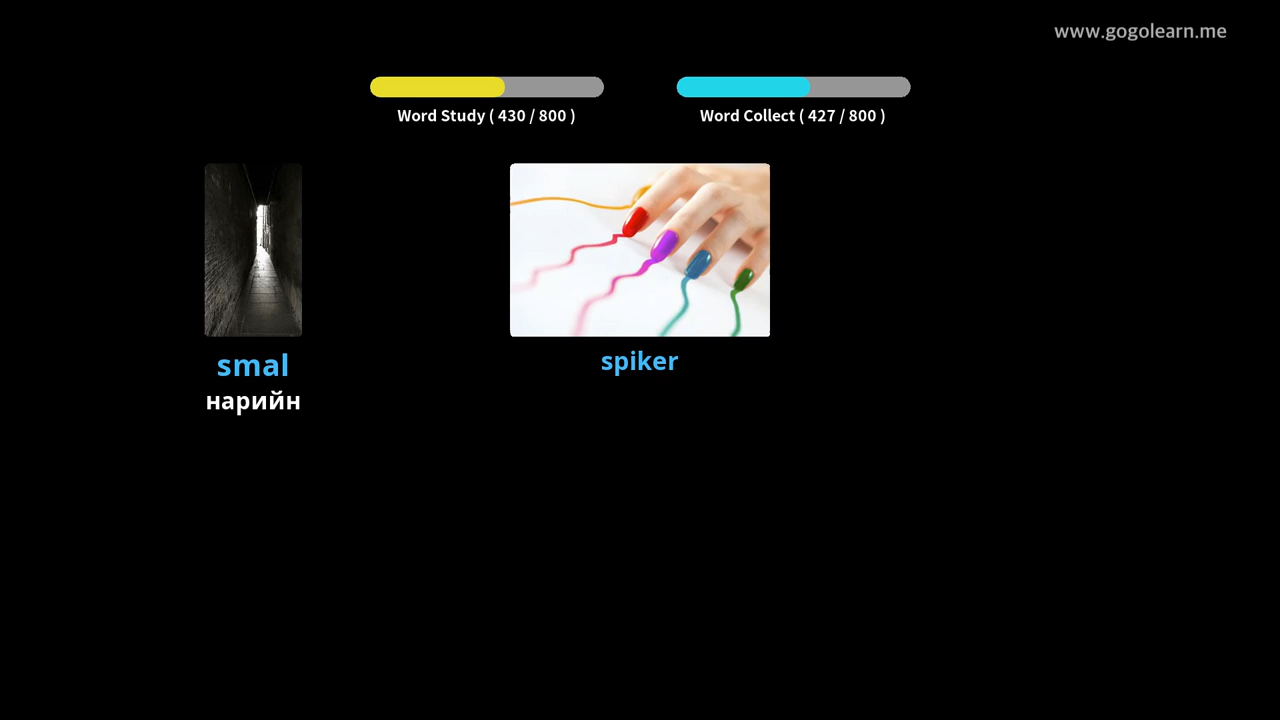 www.gogolearn.me
Word Study ( 430 / 800 )
Word Collect ( 427 / 800 )
smal
нарийн
spiker